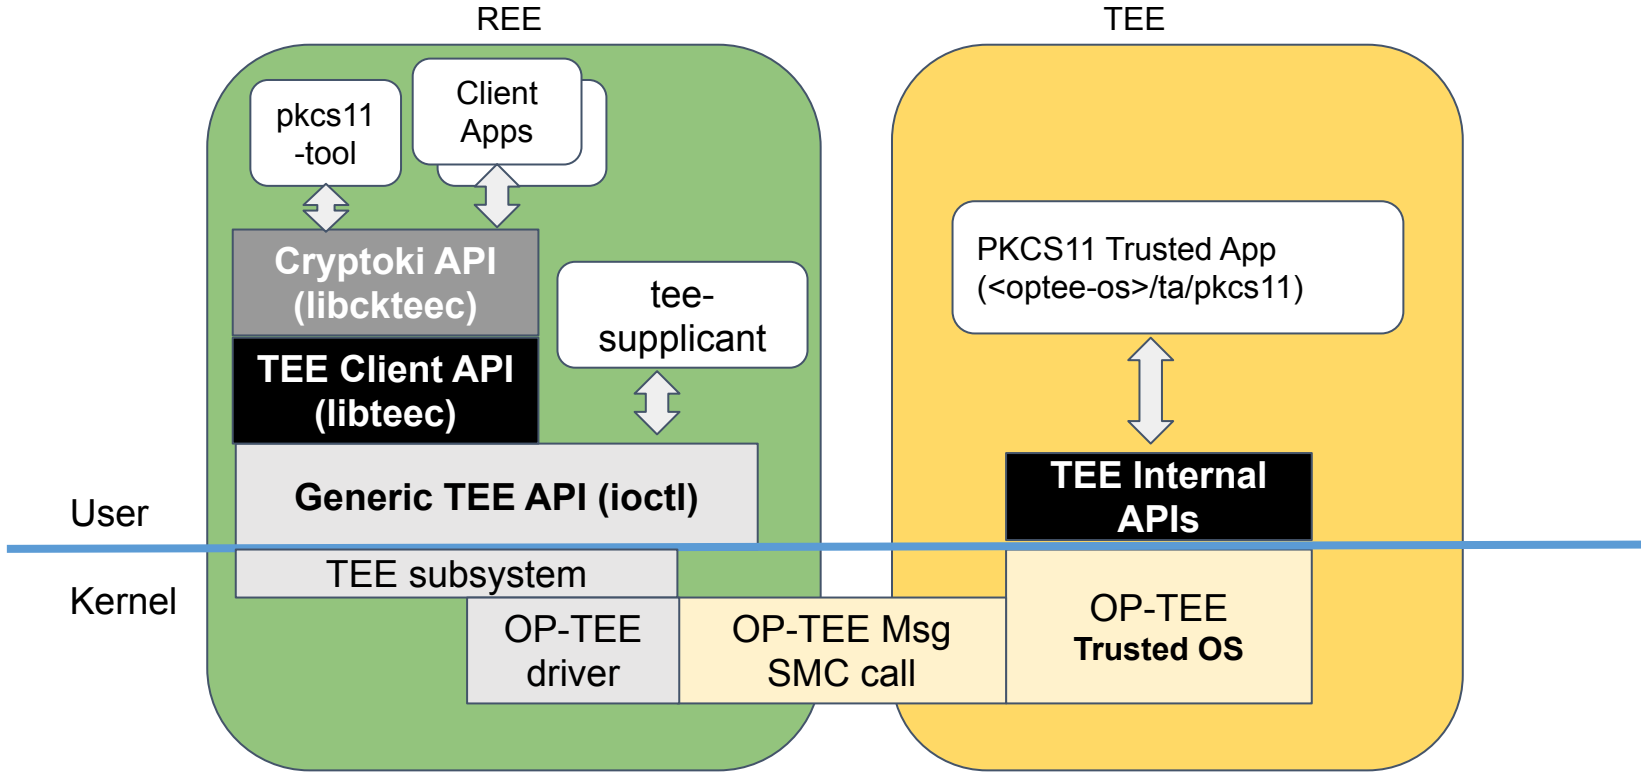 REE
TEE
pkcs11
-tool
Client
Apps
Cryptoki API
(libckteec)
TEE Client API
(libteec)
tee-
supplicant
Generic TEE API (ioctl)
PKCS11 Trusted App
(<optee-os>/ta/pkcs11)
TEE Internal
APIs
User
Kernel
TEE subsystem
OP-TEE
driver
OP-TEE Msg
SMC call
OP-TEE
Trusted OS